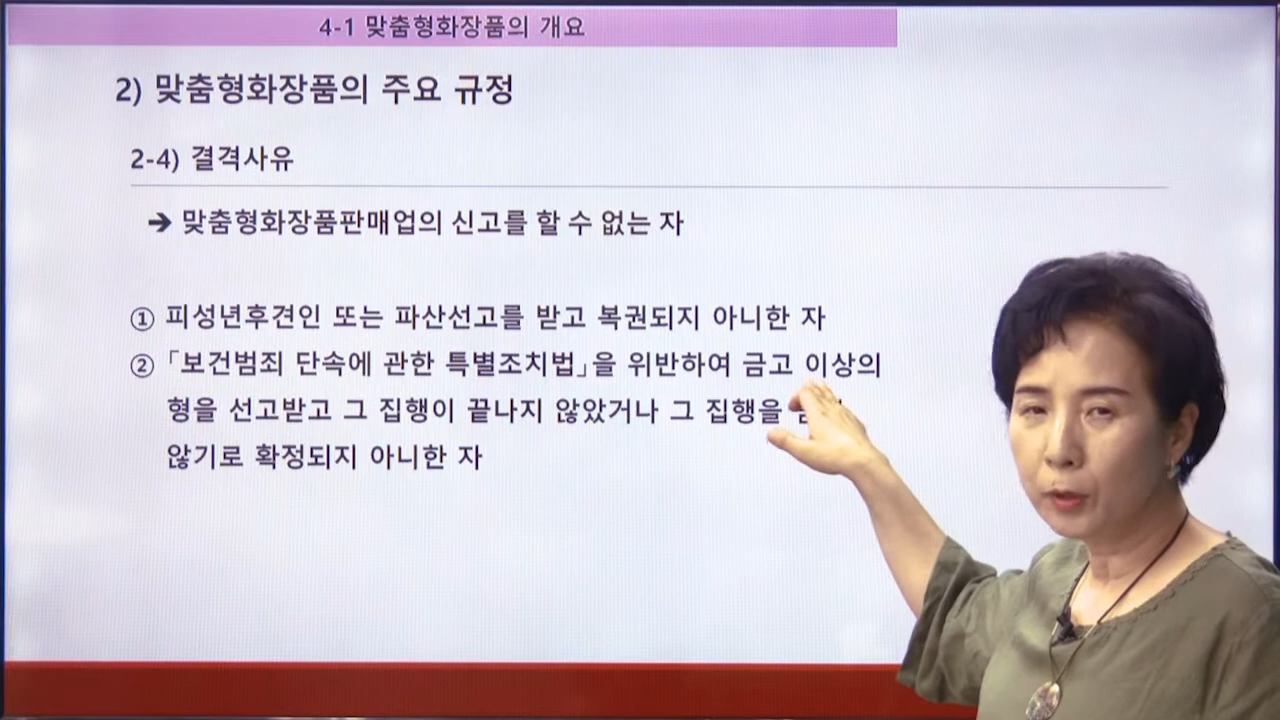 4-1 맞춤형화장품의 개요
2) 맞춤형화장품의 주요 규정
2-4) 결격사유
➔ 맞춤형화장품판매업의 신고를 할 수 없는 자
① 피성년후견인 또는 파산선고를 받고 복권되지 아니한 자
② 「보건범죄 단속에 관한 특별조치법」을 위반하여 금고 이상의
형을 선고받고 그 집행이 끝나지 않았거나 그 집행을
않기로 확정되지 아니한 자